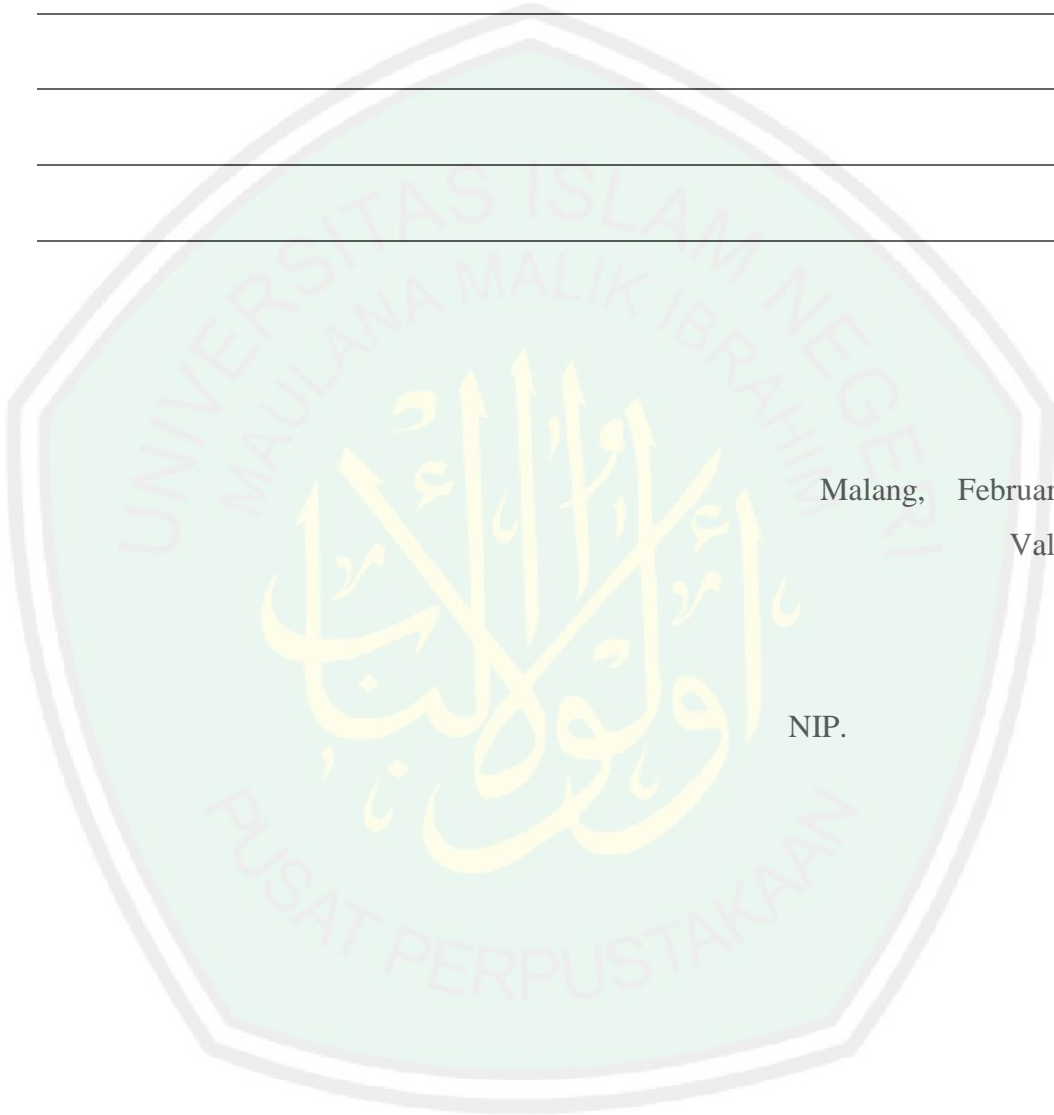 UNIVERSITAS ISLAM NEGERI
MAULANA MALIK IBRAHIM
Malang, Februar
Val
أولو الألباب
NIP.
PUSAT PERPUSTAKAAN